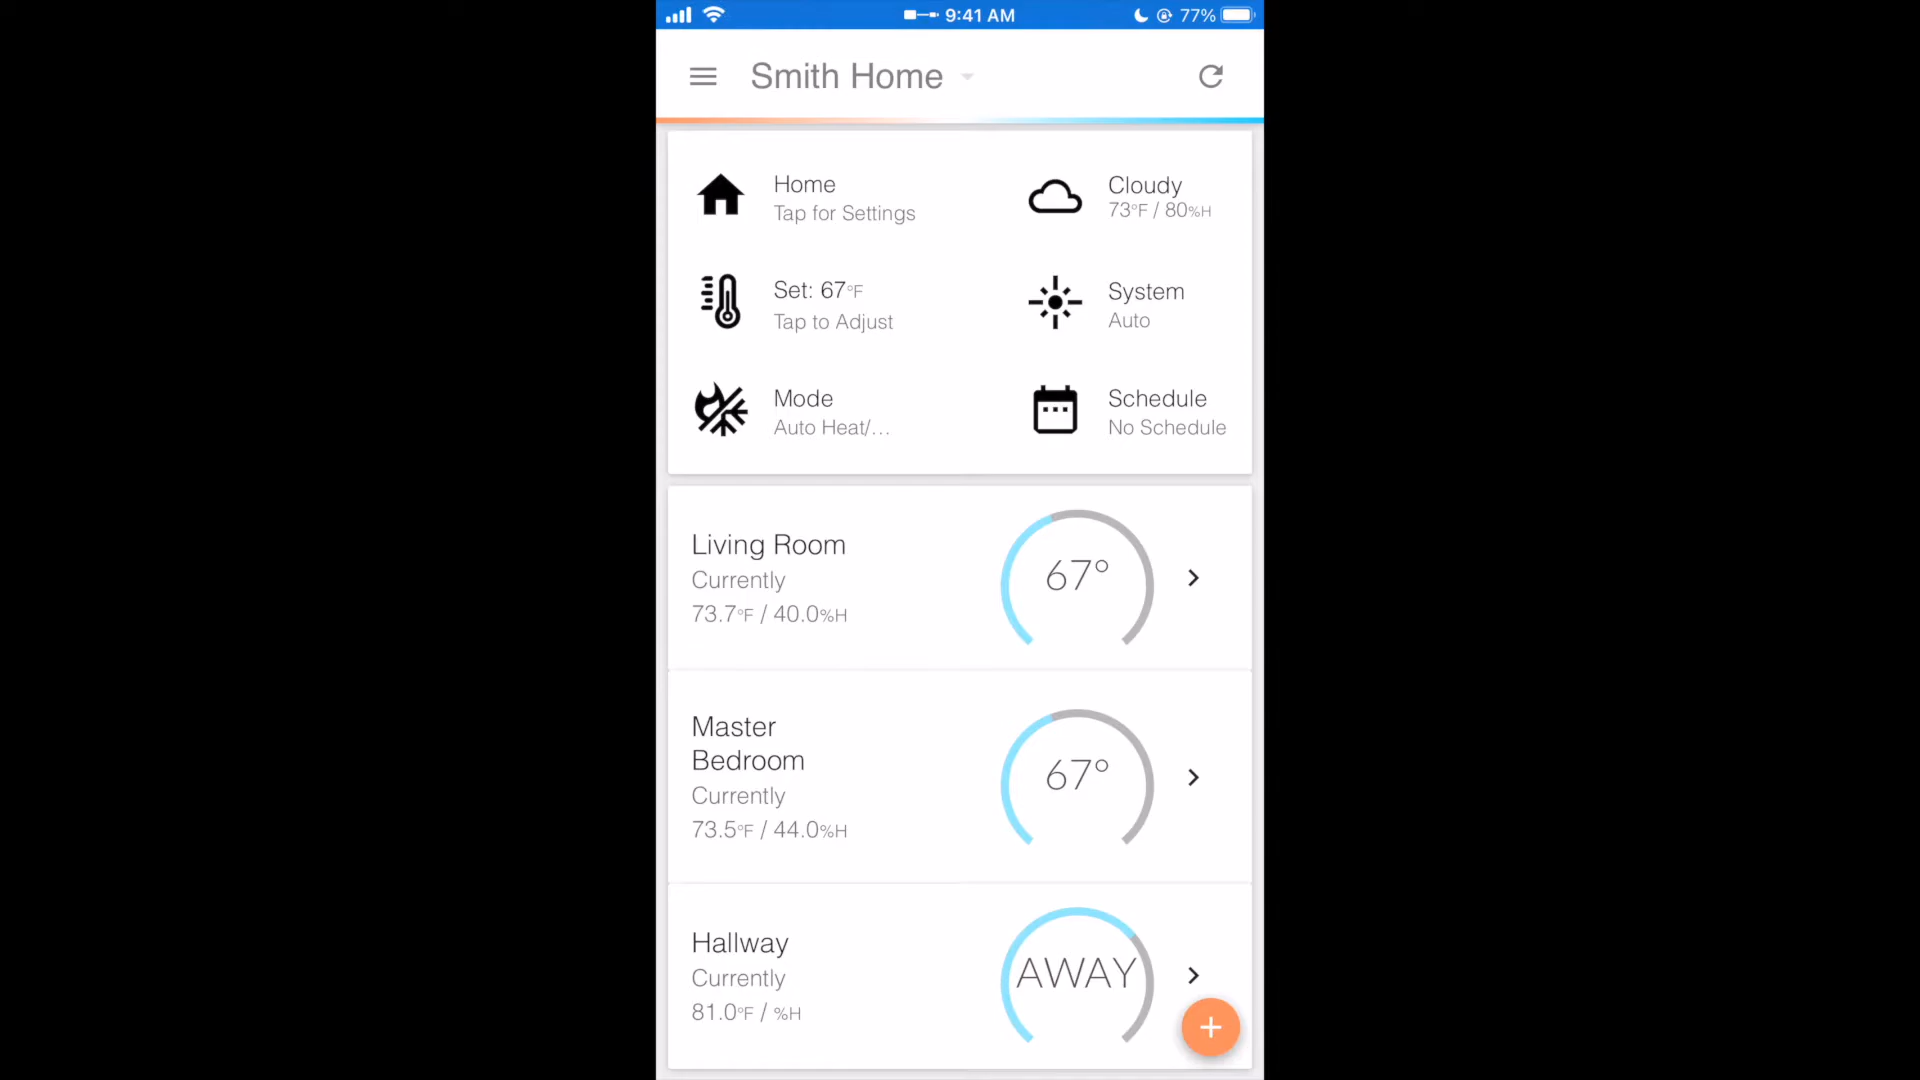 9:41 AM
77%
Smith Home
Home
Tap for Settings
Cloudy
73°F / 80%H
Set: 67°F
Tap to Adjust
System
Auto
Mode
Auto Heat/...
Schedule
No Schedule
Living Room
Currently
73.7°F / 40.0%H
67°
Master
Bedroom
Currently
73.5°F / 44.0%H
67°
Hallway
Currently
81.0°F / %H
AWAY